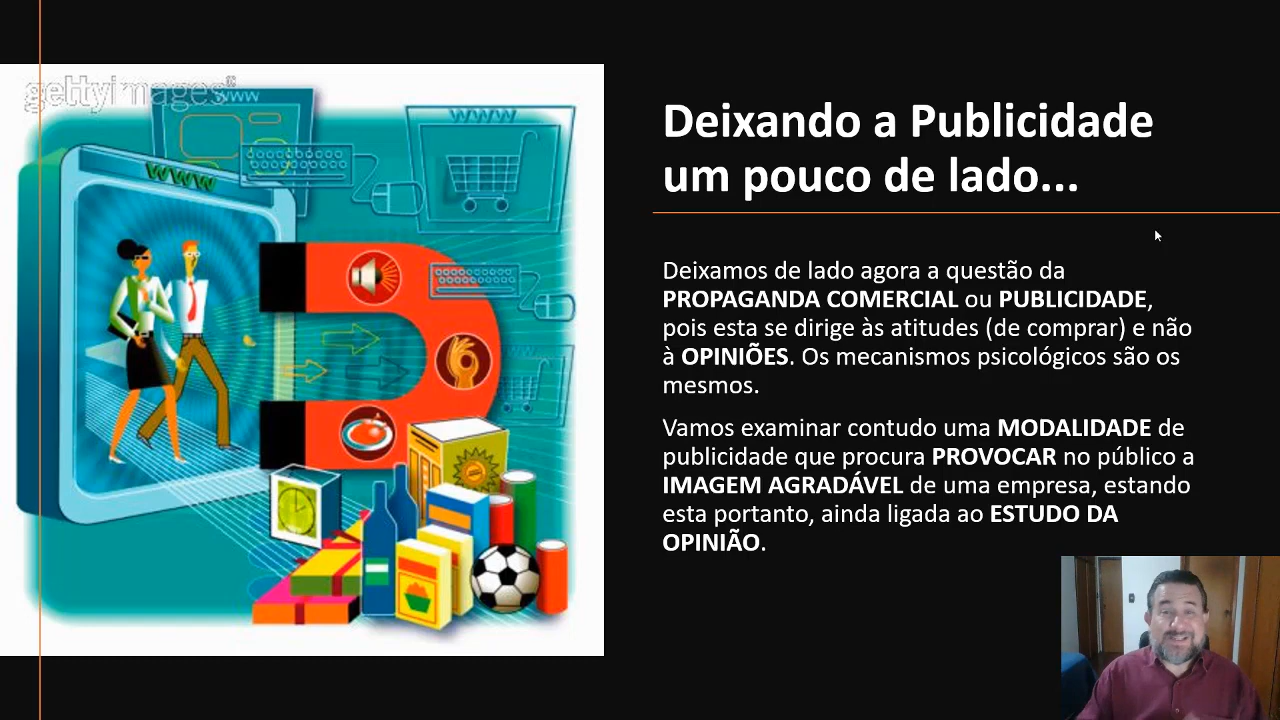 gettyimages®
www
WWW
WWW
Deixando a Publicidade
um pouco de lado...
Deixamos de lado agora a questão da
PROPAGANDA COMERCIAL ou PUBLICIDADE,
pois esta se dirige às atitudes (de comprar) e não
à OPINIÕES. Os mecanismos psicológicos são os
mesmos.
Vamos examinar contudo uma MODALIDADE de
publicidade que procura PROVOCAR no público a
IMAGEM AGRADÁVEL de uma empresa, estando
esta portanto, ainda ligada ao ESTUDO DA
OPINIÃO.